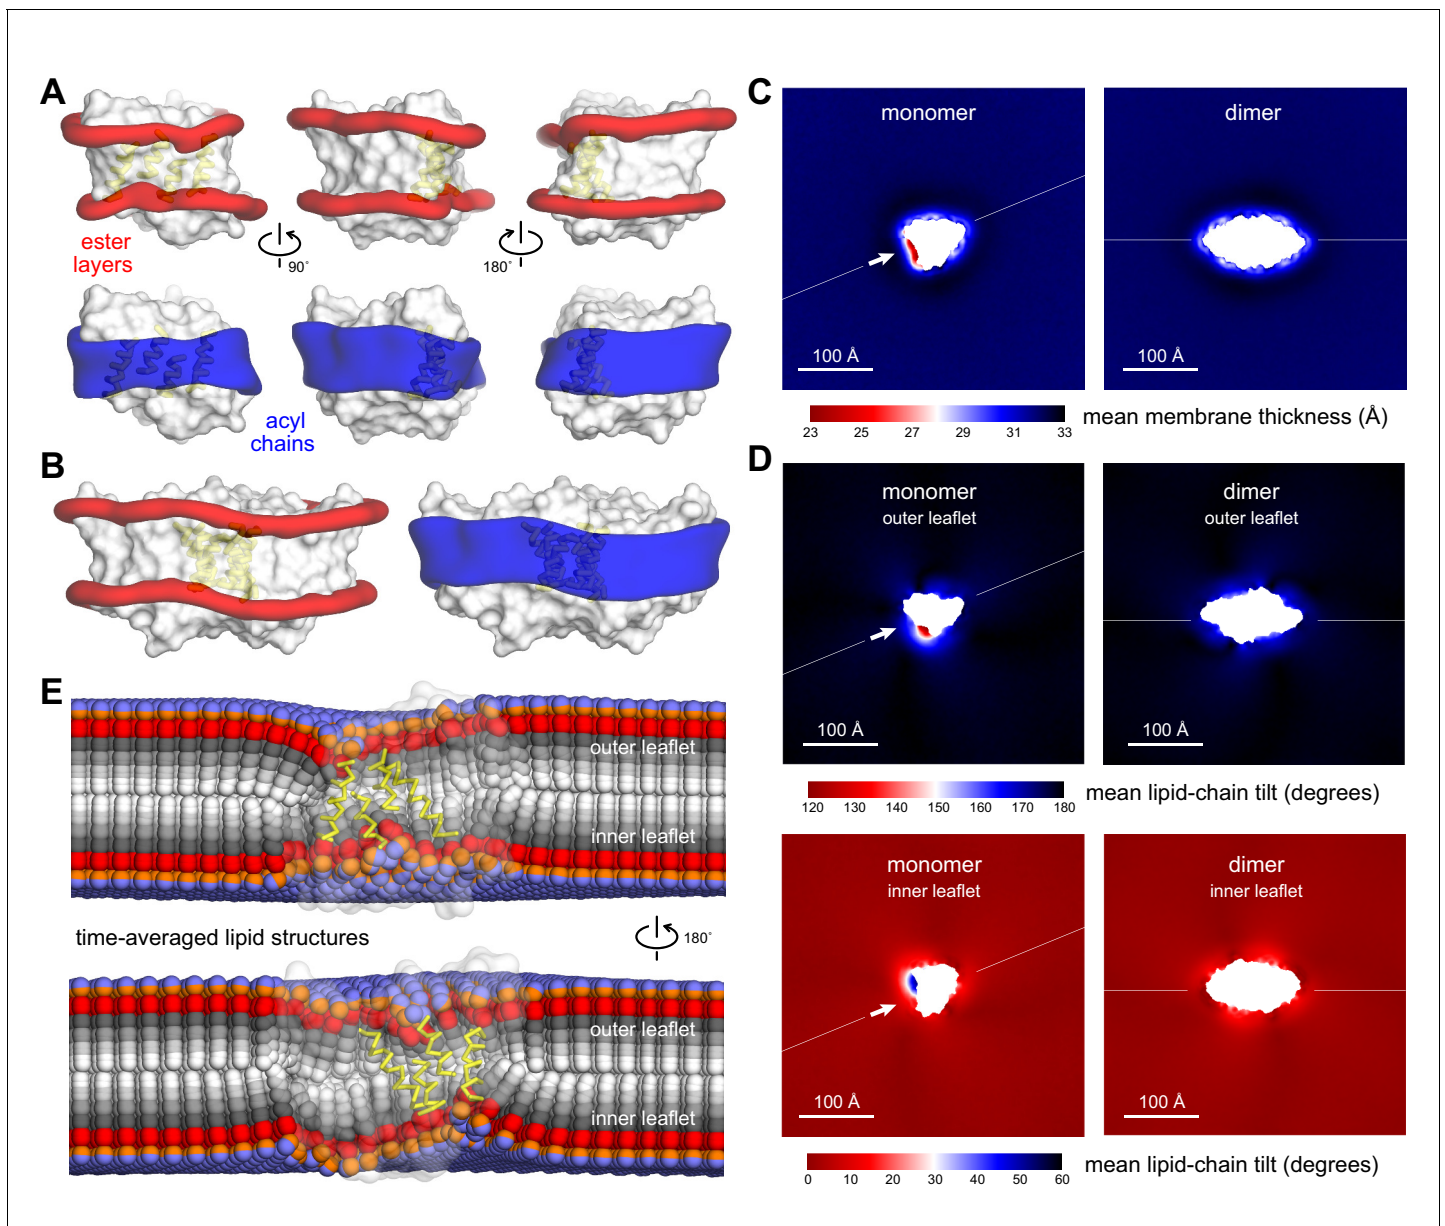 A
ester
layers
90°
180°
acyl
chains
B
C
monomer
dimer
100 Å
100 Å
23 25 27 29 31 33
mean membrane thickness (Å)
D
monomer
outer leaflet
dimer
outer leaflet
100 Å
100 Å
120 130 140 150 160 170 180
mean lipid-chain tilt (degrees)
monomer
inner leaflet
dimer
inner leaflet
100 Å
100 Å
0 10 20 30 40 50 60
mean lipid-chain tilt (degrees)
E
outer leaflet
inner leaflet
time-averaged lipid structures
180°
outer leaflet
inner leaflet